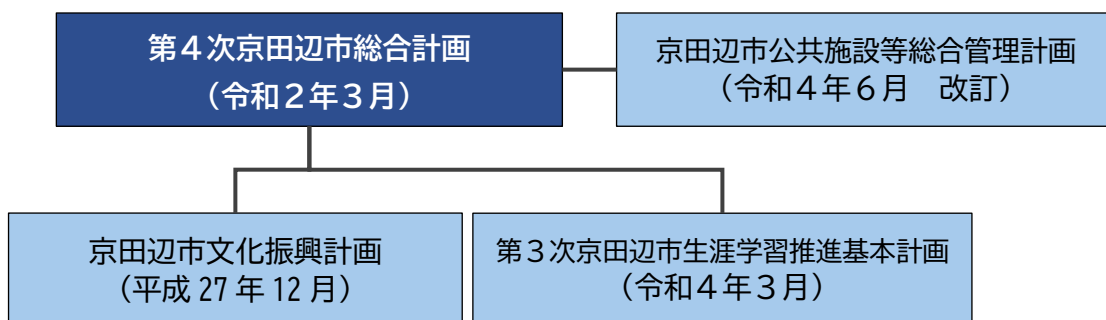 第４次京田辺市総合計画
（令和２年３月）
京田辺市公共施設等総合管理計画
（令和４年６月　改訂）
京田辺市文化振興計画
（平成 27 年 12 月）
第３次京田辺市生涯学習推進基本計画
（令和４年３月）